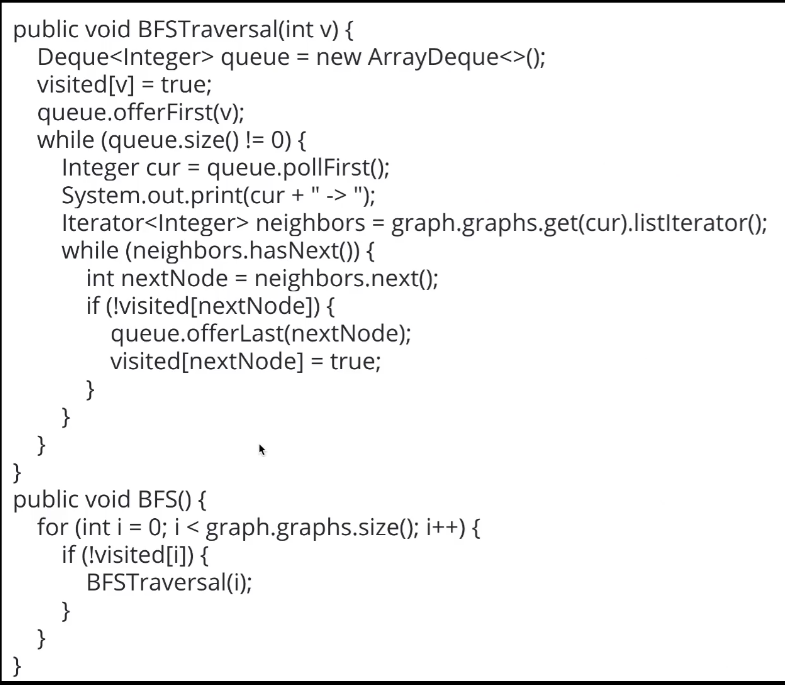 public void BFSTraversal(int v) {
    Deque<Integer> queue = new ArrayDeque<>();
    visited[v] = true;
    queue.offerFirst(v);
    while (queue.size() != 0) {
        Integer cur = queue.pollFirst();
        System.out.print(cur + " -> ");
        Iterator<Integer> neighbors = graph.graphs.get(cur).listIterator();
        while (neighbors.hasNext()) {
            int nextNode = neighbors.next();
            if (!visited[nextNode]) {
                queue.offerLast(nextNode);
                visited[nextNode] = true;
            }
        }
    }
}
public void BFS() {
    for (int i = 0; i < graph.graphs.size(); i++) {
        if (!visited[i]) {
            BFSTraversal(i);
        }
    }
}